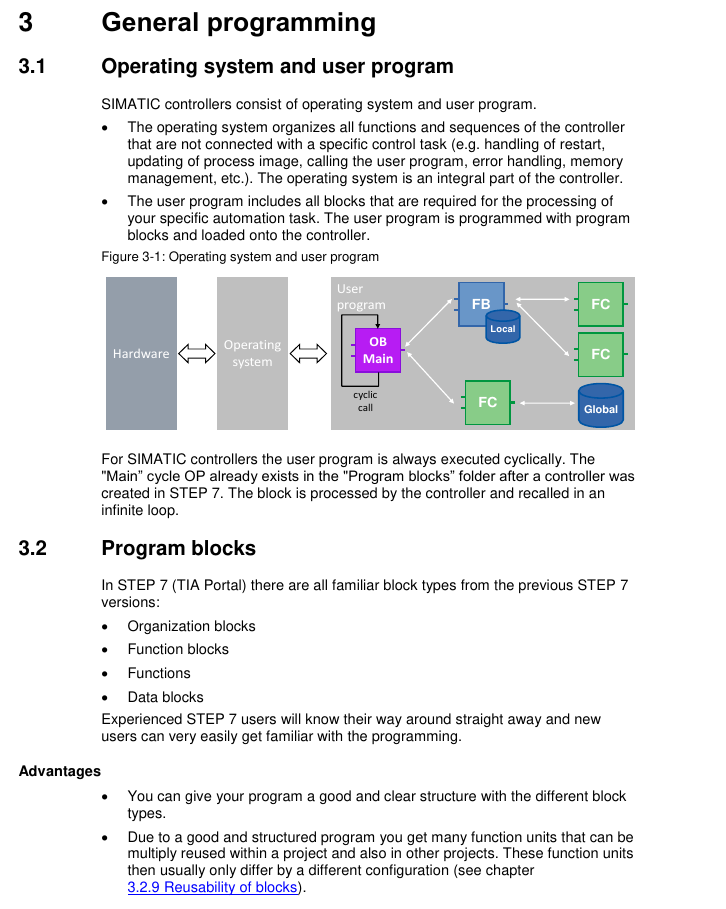 3 General programming
3.1 Operating system and user program
SIMATIC controllers consist of operating system and user program.
• The operating system organizes all functions and sequences of the controller
that are not connected with a specific control task (e.g. handling of restart,
updating of process image, calling the user program, error handling, memory
management, etc.). The operating system is an integral part of the controller.
• The user program includes all blocks that are required for the processing of
your specific automation task. The user program is programmed with program
blocks and loaded onto the controller.
Figure 3-1: Operating system and user program
Hardware
Operating
system
User
program
OB
Main
cyclic
call
FB
Local
FC
FC
FC
Global
For SIMATIC controllers the user program is always executed cyclically. The
"Main” cycle OP already exists in the "Program blocks” folder after a controller was
created in STEP 7. The block is processed by the controller and recalled in an
infinite loop.
3.2 Program blocks
In STEP 7 (TIA Portal) there are all familiar block types from the previous STEP 7
versions:
• Organization blocks
• Function blocks
• Functions
• Data blocks
Experienced STEP 7 users will know their way around straight away and new
users can very easily get familiar with the programming.
Advantages
• You can give your program a good and clear structure with the different block
types.
• Due to a good and structured program you get many function units that can be
multiply reused within a project and also in other projects. These function units
then usually only differ by a different configuration (see chapter
3.2.9 Reusability of blocks).